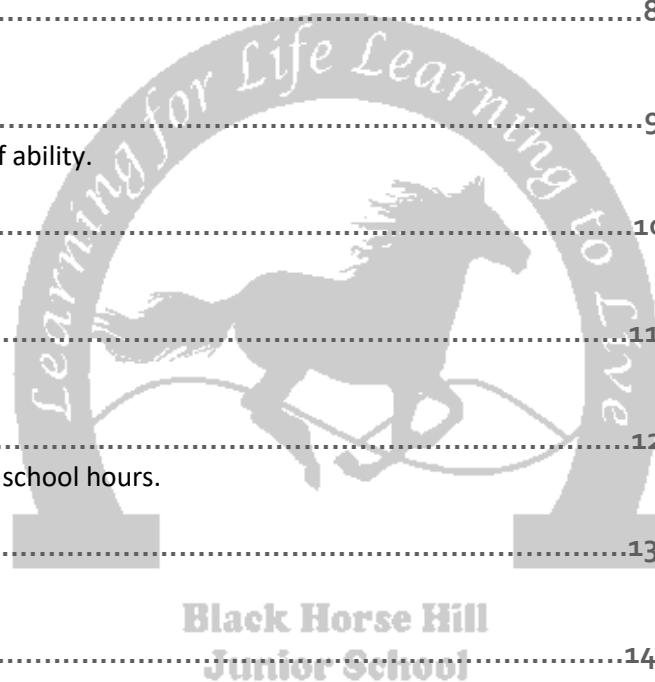 ........8
Learning for Life Learning to Live
........9
f ability.
........10
........11
........12
school hours.
........13
Black Horse Hill
Junior School
........14